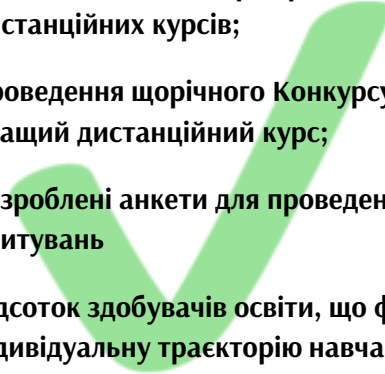 станційних курсів;
роведення щорічного Конкурсу
ащий дистанційний курс;
зроблені анкети для проведен
итувань
дсоток здобувачів освіти, що ф
дивідуальну траєкторію навча